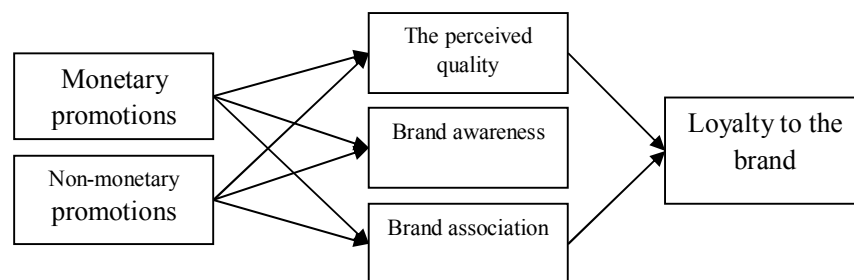 Monetary
promotions
Non-monetary
promotions
The perceived
quality
Brand awareness
Brand association
Loyalty to the
brand